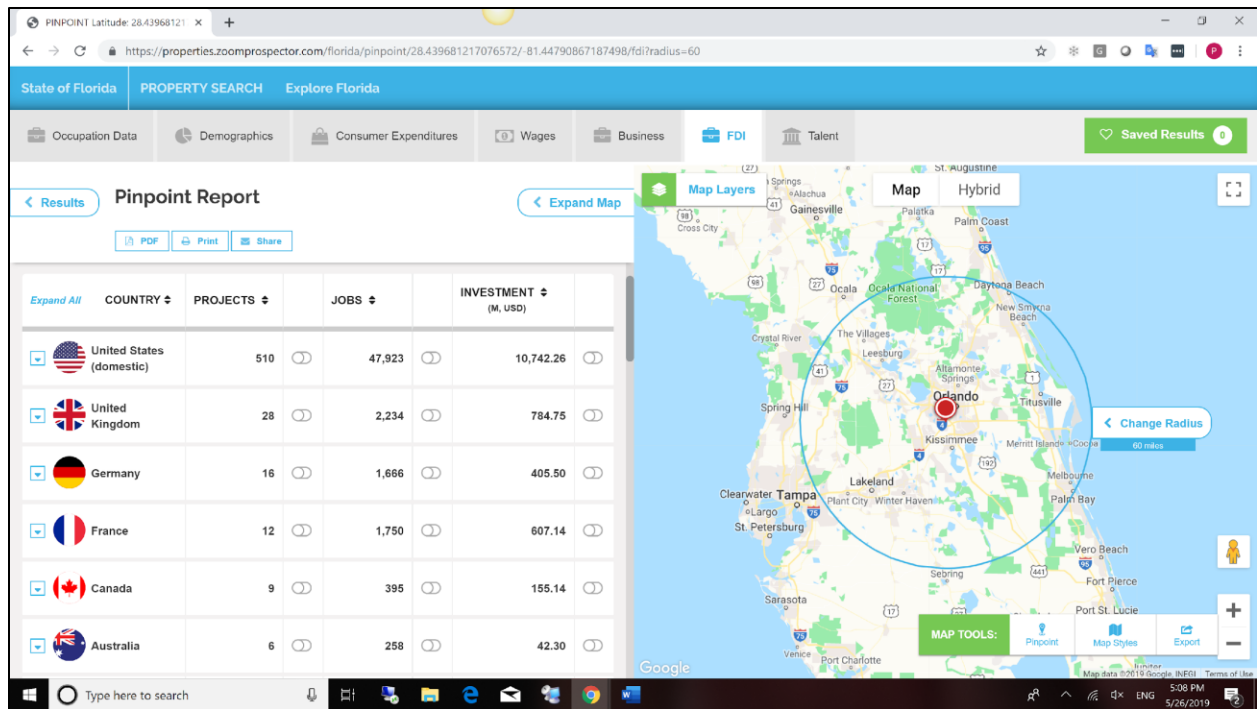 PINPOINT Latitude: 28.43968121
https://properties.zoomprospector.com/florida/pinpoint/28.439681217076572/-81.44790867187498/fdi?radius=60
G
P
State of Florida PROPERTY SEARCH Explore Florida
Occupation Data Demographics Consumer Expenditures Wages Business FDI Talent Saved Results 0
Results Pinpoint Report Expand Map
PDF Print Share
Expand All COUNTRY PROJECTS JOBS INVESTMENT
(M, USD)
United States
(domestic) 510 47,923 10,742.26
United
Kingdom 28 2,234 784.75
Germany 16 1,666 405.50
France 12 1,750 607.14
Canada 9 395 155.14
Australia 6 258 42.30
Map Layers Map Hybrid
St. Augustine
Springs
Alachua
Gainesville
Palatka
Palm Coast
Cross City
Ocala
Ocala National
Forest
Daytona Beach
New Smyrna
Beach
Crystal River
The Villages
Leesburg
Altamonte
Springs
Orlando
Titusville
Spring Hill
Kissimmee
Merritt Island
Cocoa
Change Radius
60 miles
Melbourne
Palm Bay
Lakeland
Clearwater Tampa
Plant City Winter Haven
Largo
St. Petersburg
Vero Beach
Sebring
Fort Pierce
Sarasota
Port St. Lucie
Venice
Port Charlotte
Jupiter
MAP TOOLS: Pinpoint Map Styles Export
Google
Map data ©2019 Google, INEGI Terms of Use
Type here to search
ENG
5:08 PM
5/26/2019
2